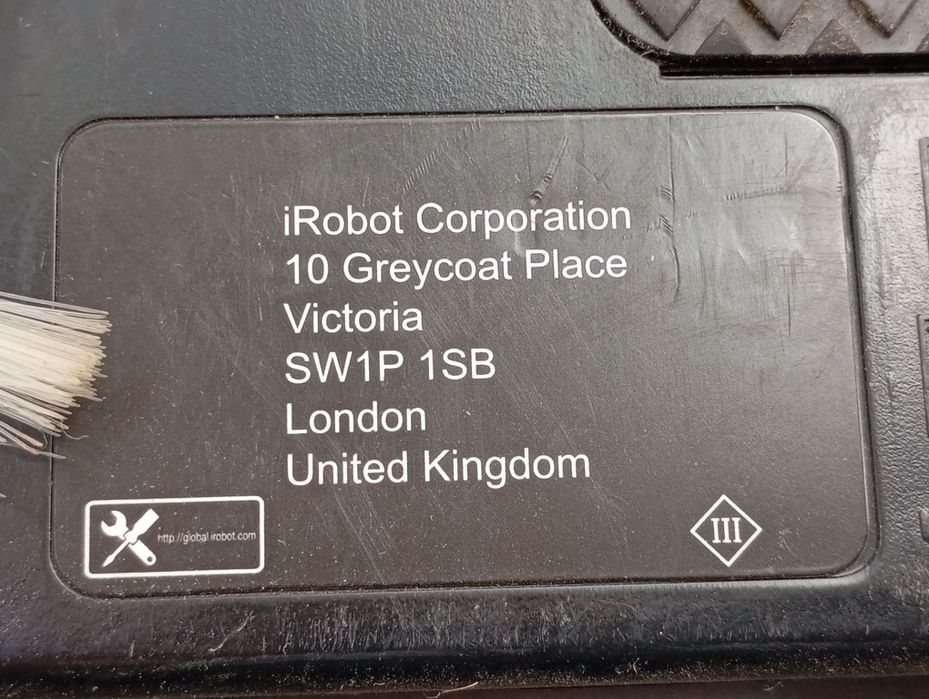 iRobot Corporation
10 Greycoat Place
Victoria
SW1P 1SB
London
United Kingdom
http://global.irobot.com
III